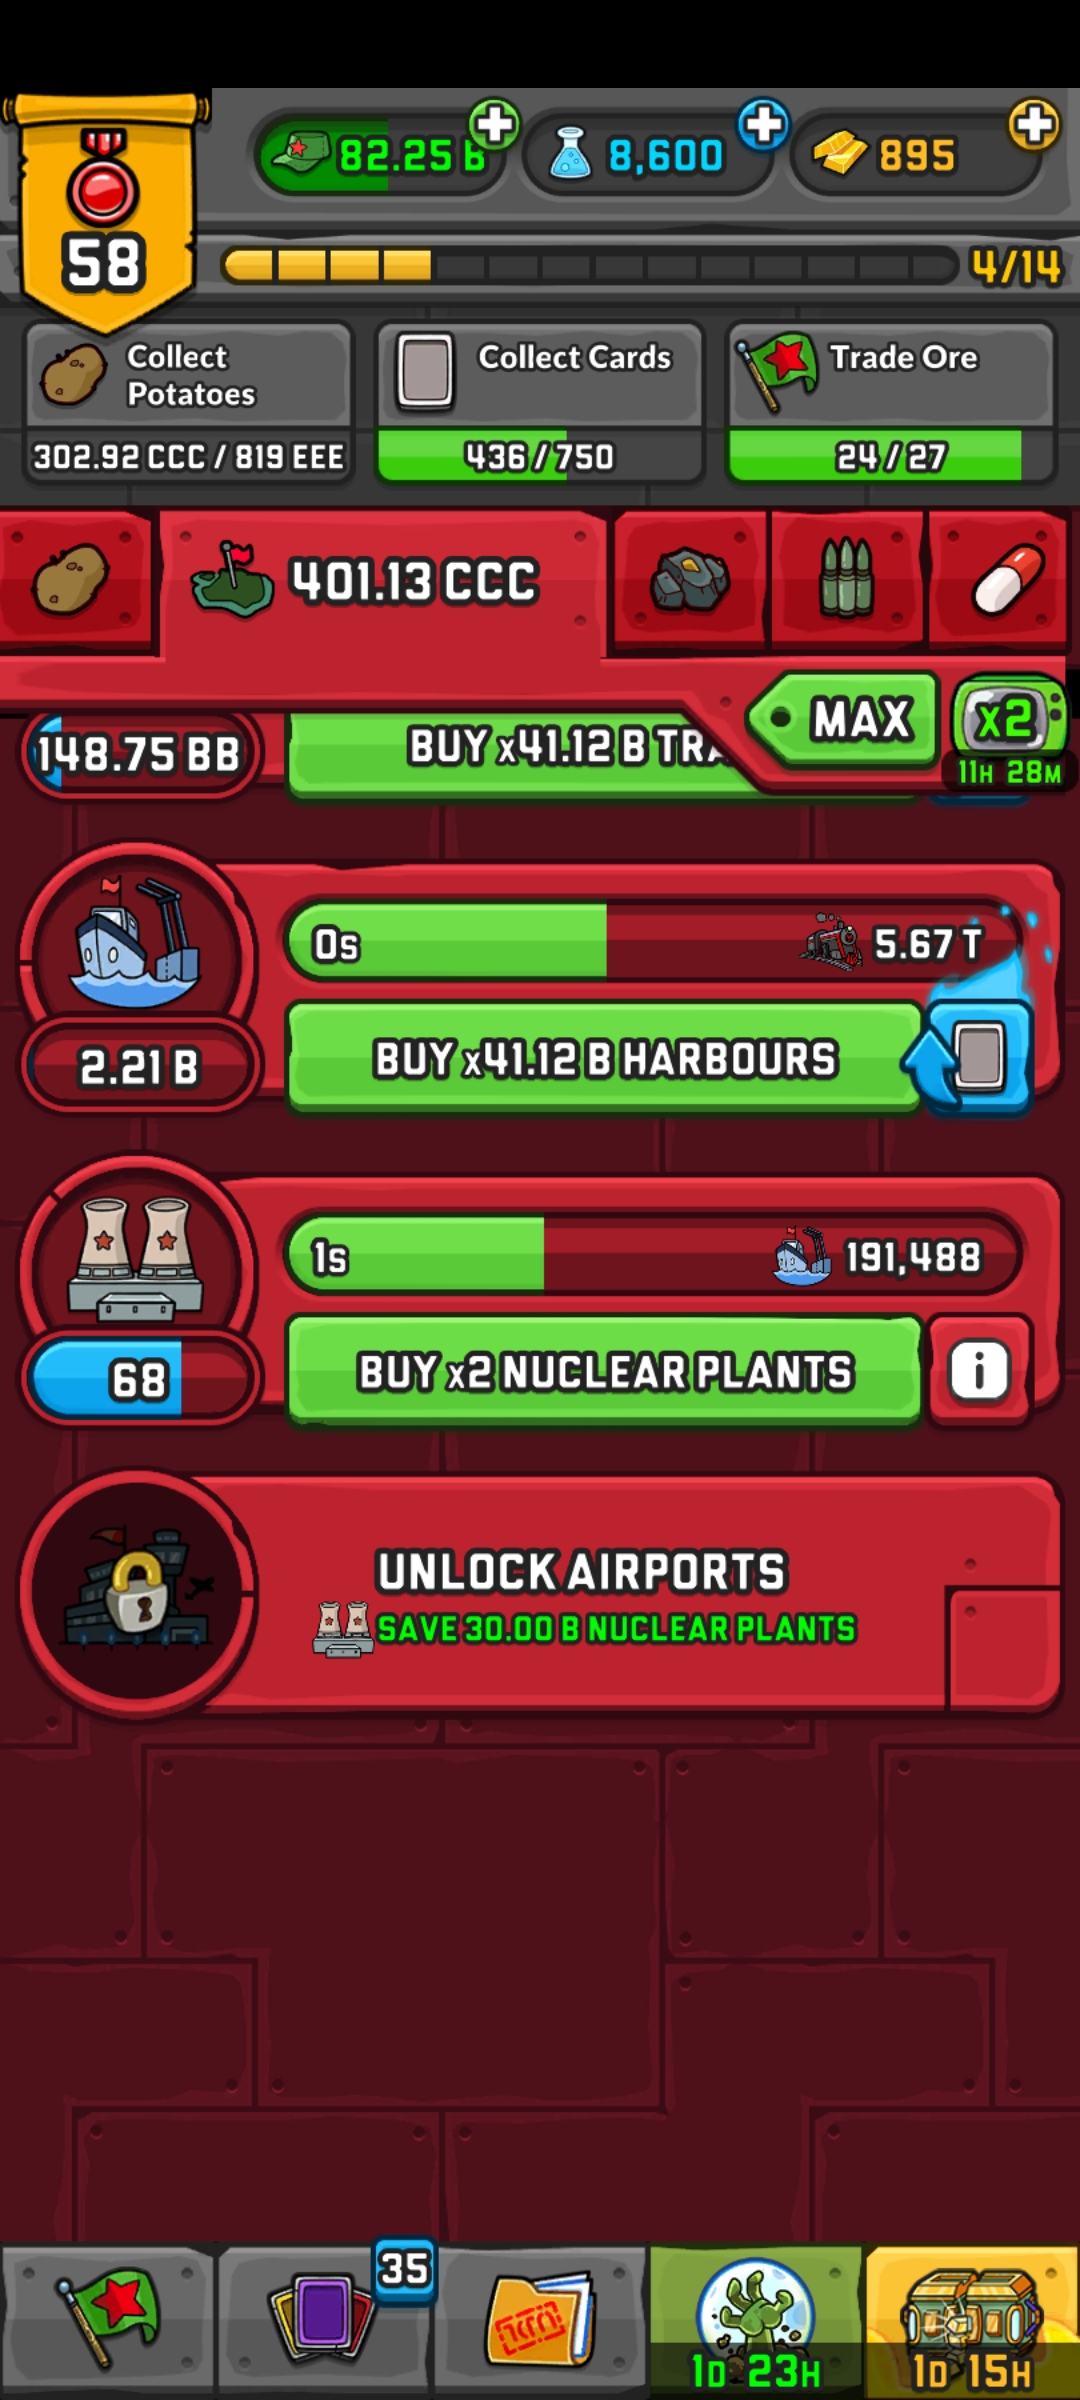 82.25 B
8,600
895
58
4/14
Collect
Potatoes
302.92 CCC / 819 EEE
Collect Cards
436 / 750
Trade Ore
24 / 27
401.13 CCC
MAX
x2
11H 28M
148.75 BB
BUY x41.12 B
0s
5.67 T
2.21 B
BUY x41.12 B HARBOURS
1s
191,488
68
BUY x2 NUCLEAR PLANTS
i
UNLOCK AIRPORTS
SAVE 30.00 B NUCLEAR PLANTS
35
1D 23H
1D 15H